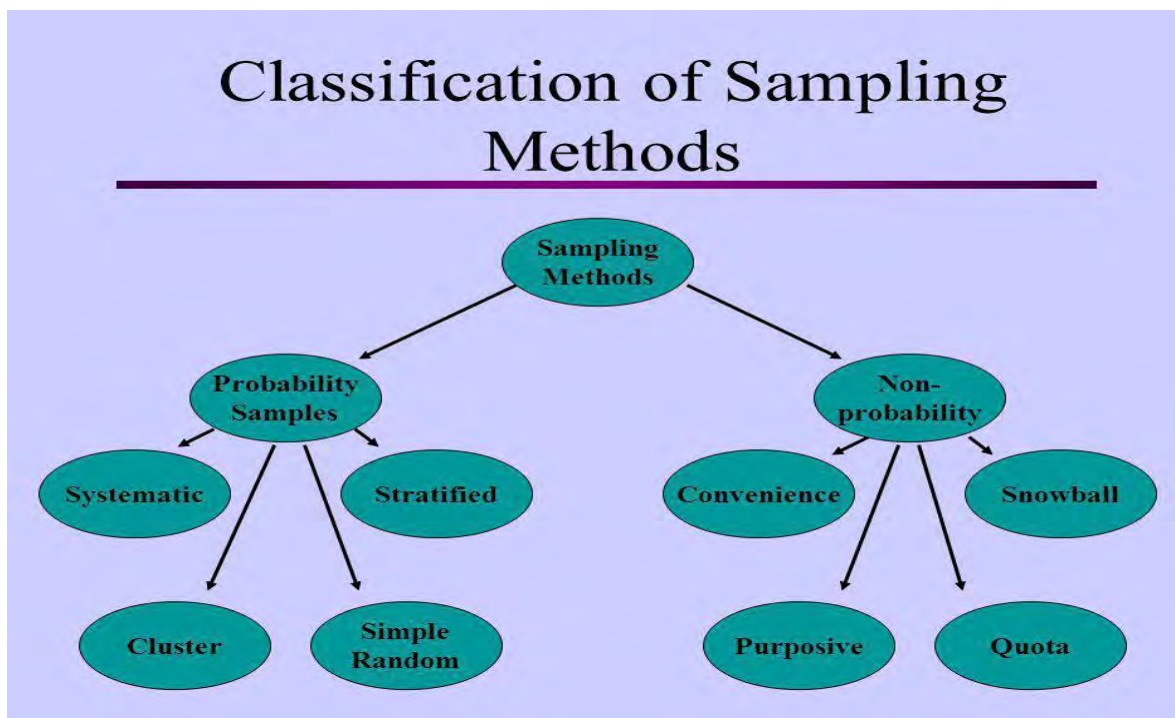 Classification of Sampling
Methods
Sampling
Methods
Probability
Samples
Non-
probability
Systematic
Stratified
Convenience
Snowball
Cluster
Simple
Random
Purposive
Quota